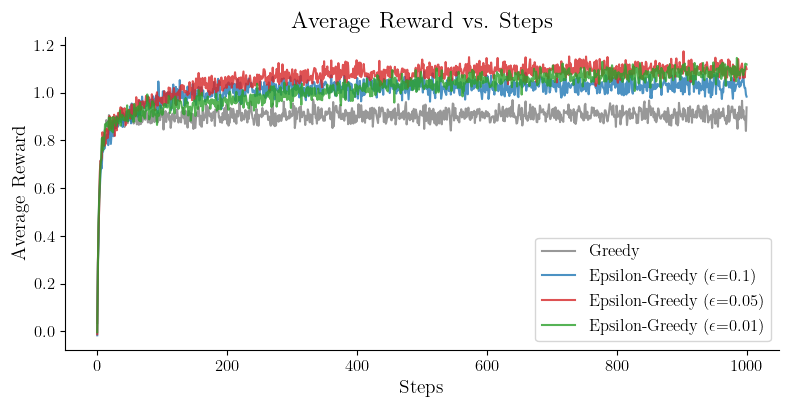 Average Reward vs. Steps
Average Reward
1.2
1.0
0.8
0.6
0.4
0.2
0.0
0 200 400 600 800 1000
Steps
Greedy
Epsilon-Greedy (ϵ=0.1)
Epsilon-Greedy (ϵ=0.05)
Epsilon-Greedy (ϵ=0.01)